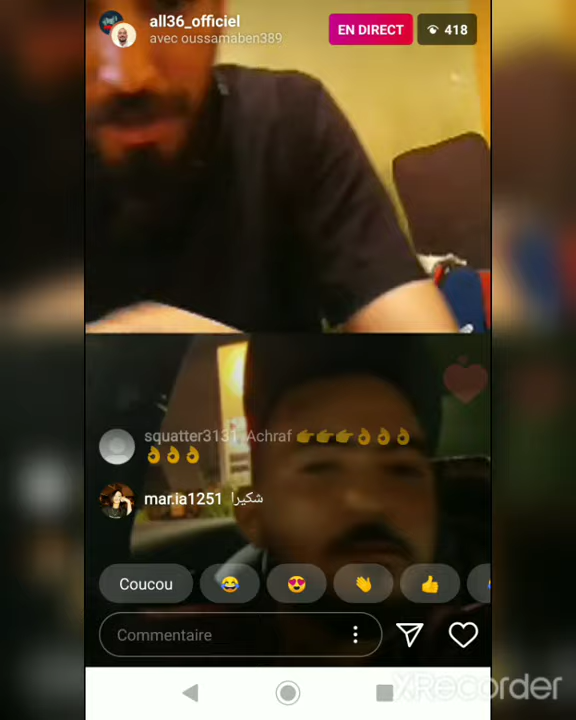 all36_officiel
avec oussamaben389
EN DIRECT
418
squatter3131 Achraf 👉👉👉👌👌👌
👌👌👌
mar.ia1251 شكيرا
Coucou 😂 😍 👏 👍
Commentaire
XRecorder